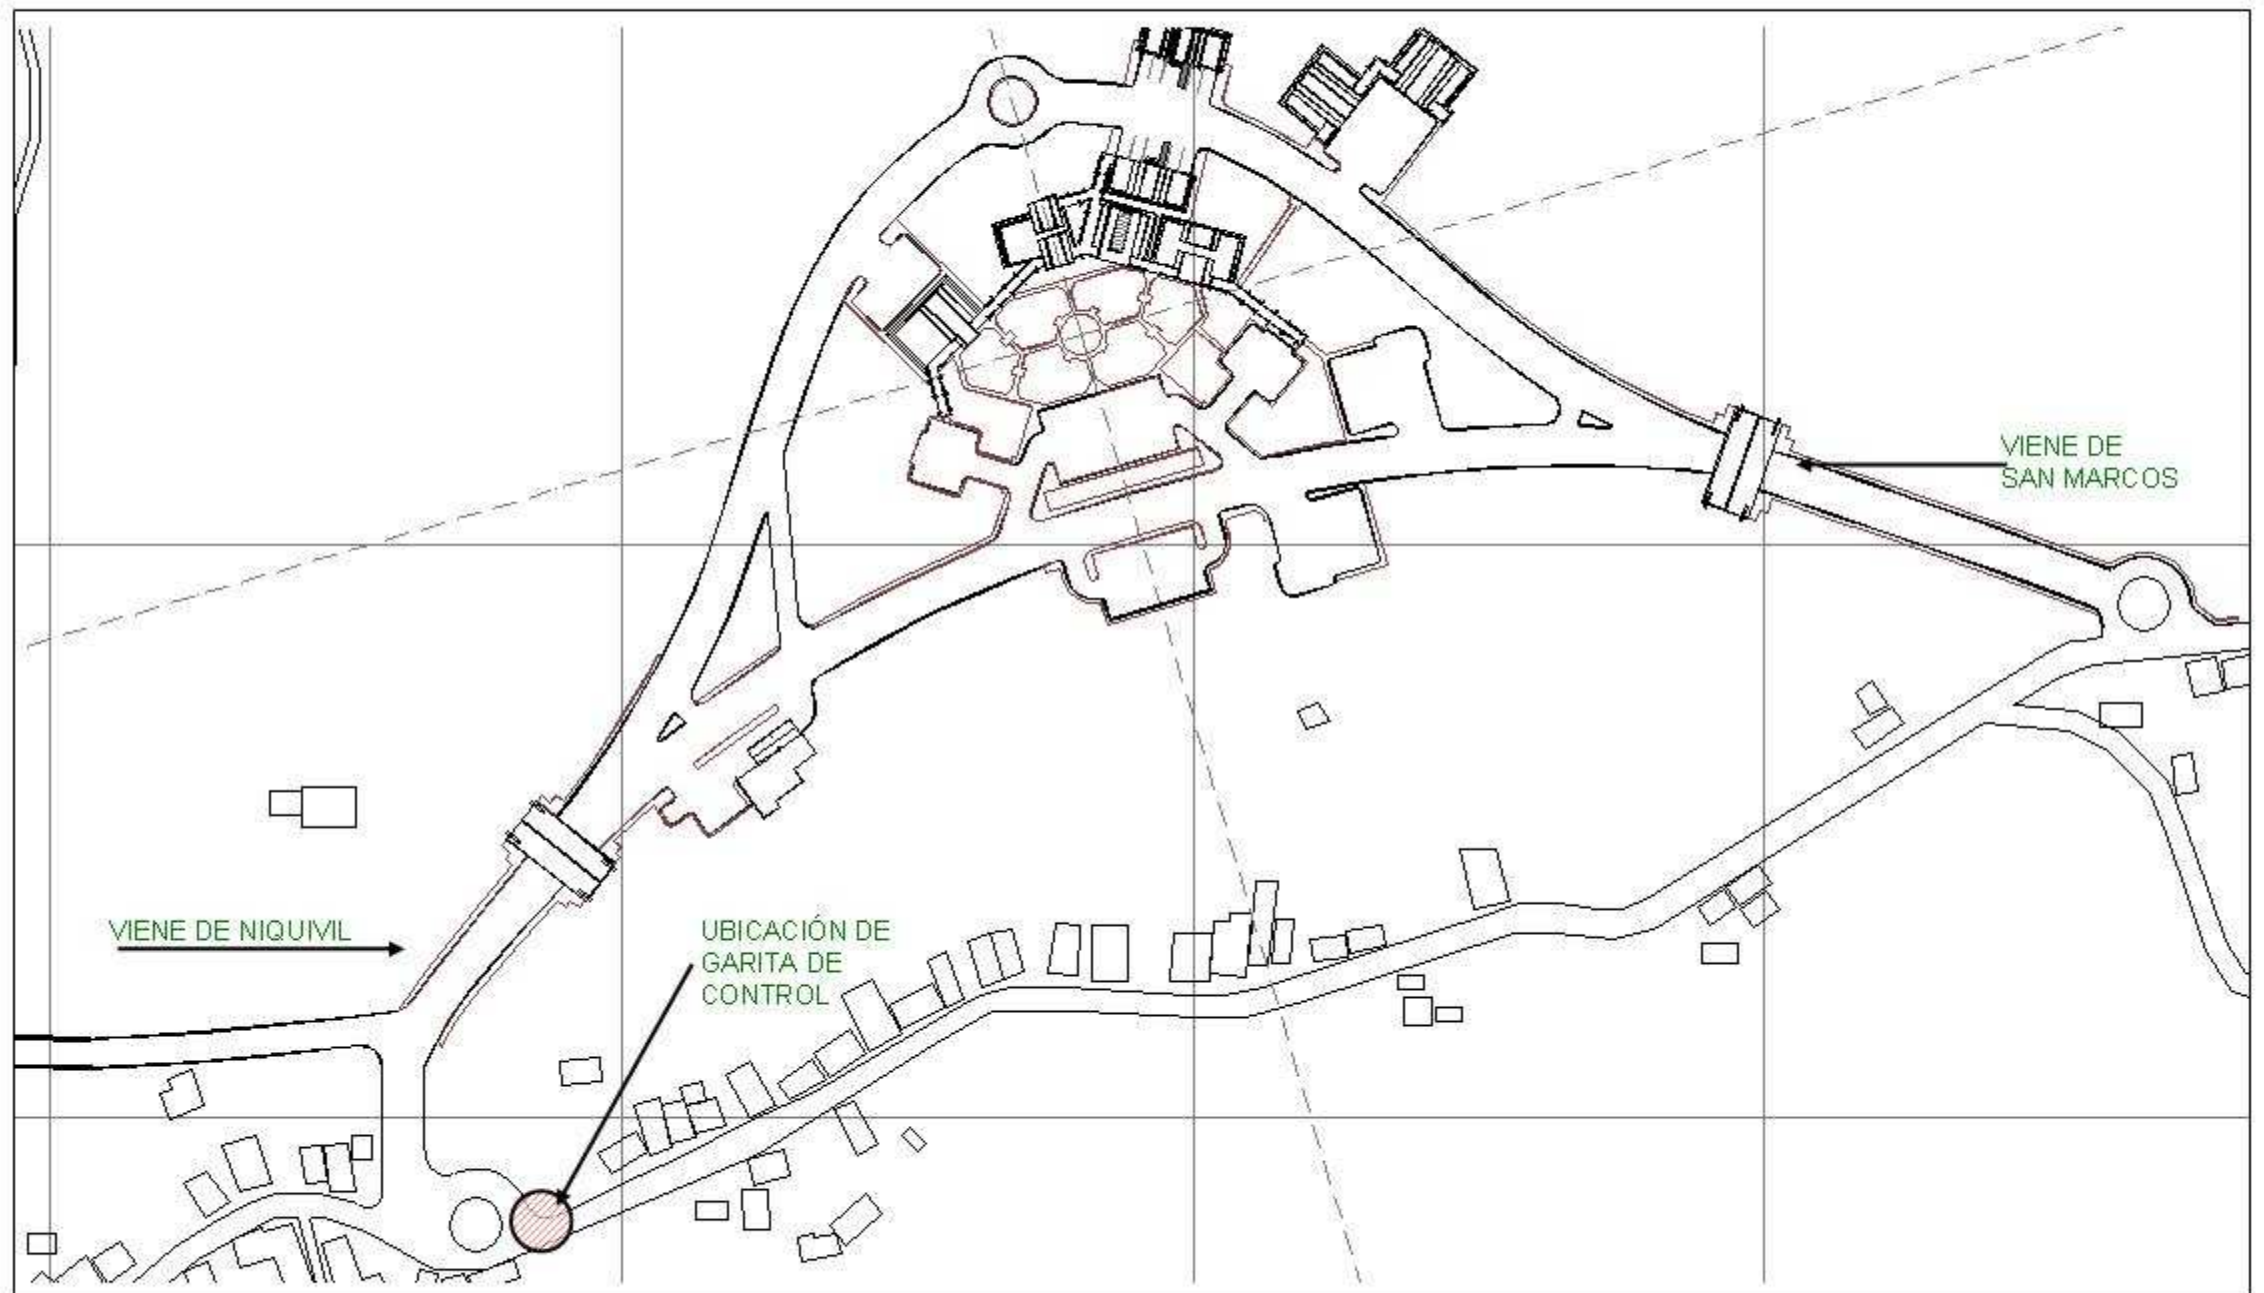 VIENE DE
SAN MARCOS
VIENE DE NIQUIVIL
UBICACIÓN DE
GARITA DE
CONTROL